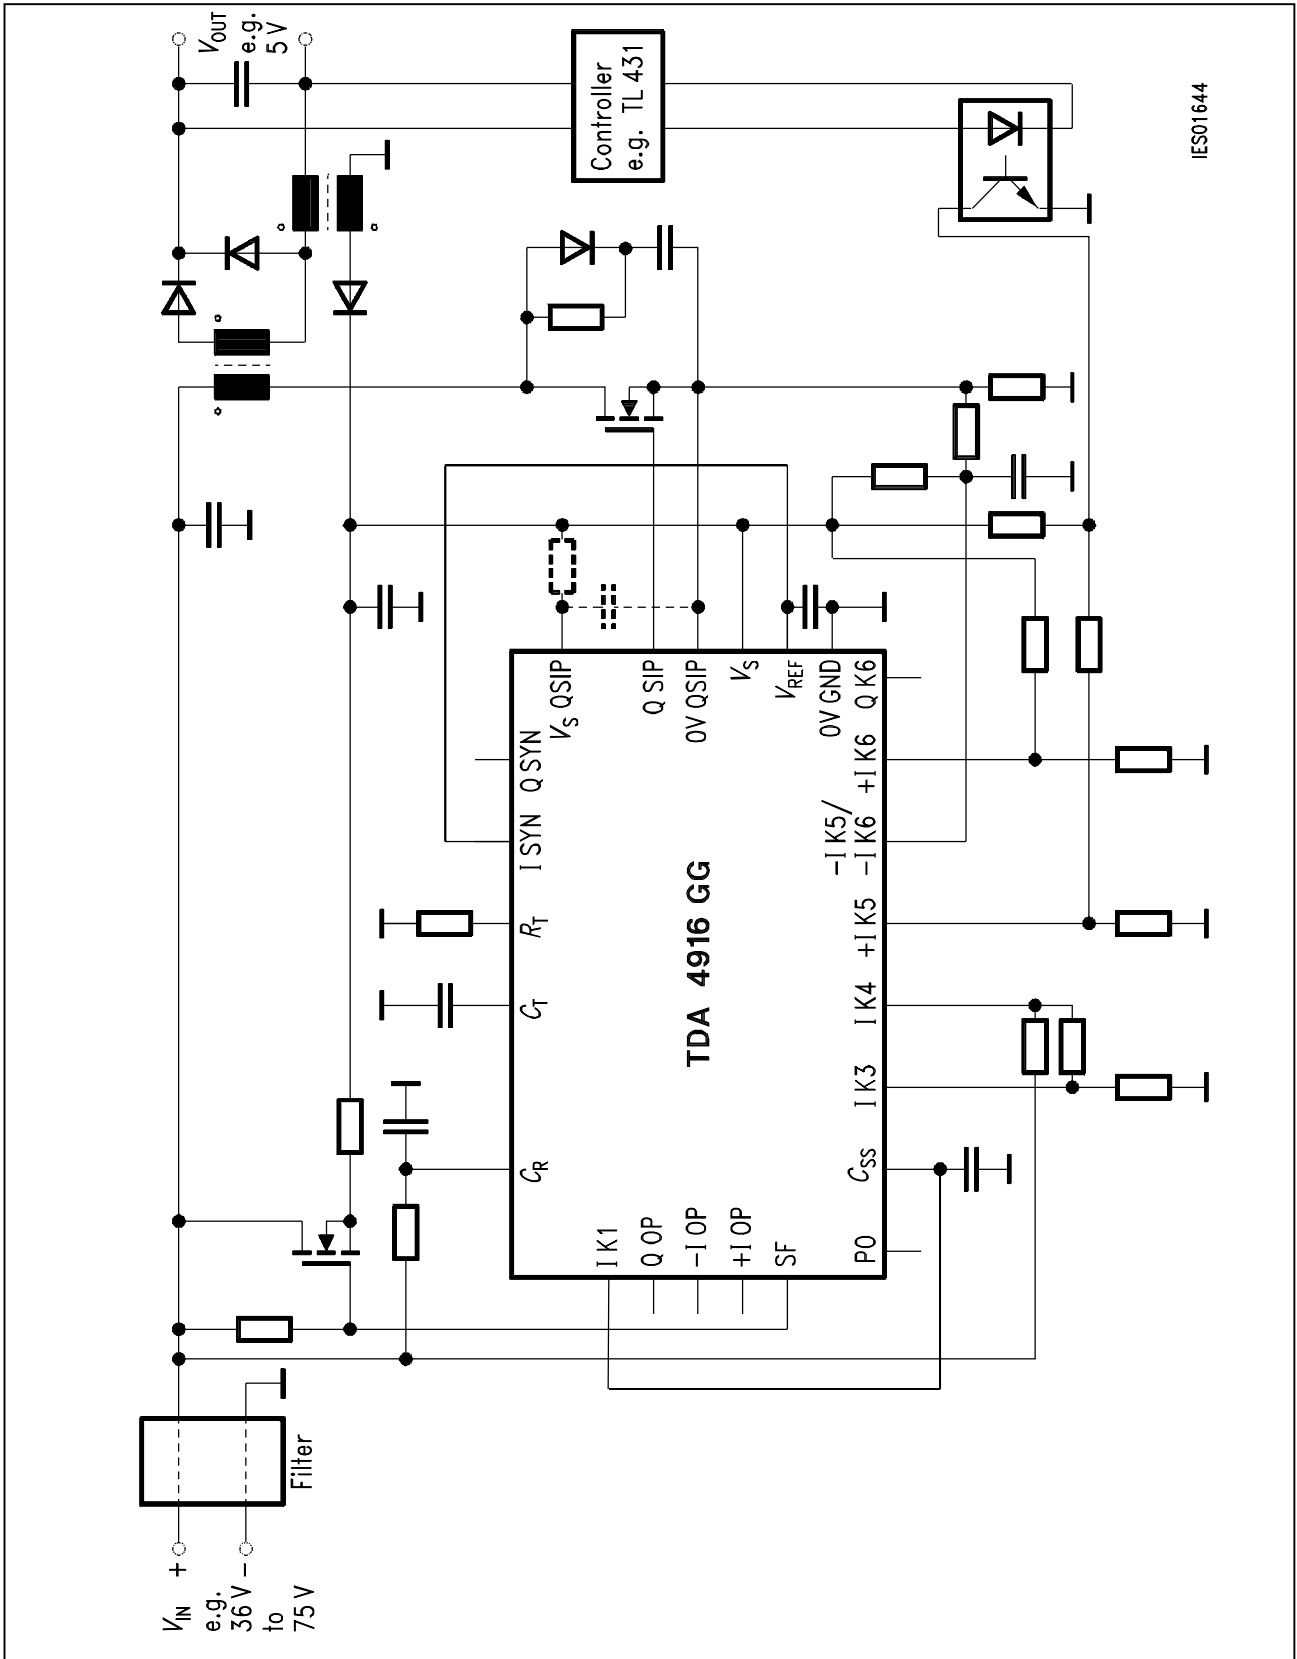 V_OUT
e.g.
5 V
Controller
e.g. TL 431
IES01644
V_S QSIP
Q SIP
0V QSIP
V_S
V_REF
0V GND
Q SYN
I SYN
R_T
C_T
C_R
TDA 4916 GG
Q K6
+I K6
−I K5/
−I K6
+I K5
I K4
I K3
C_SS
PO
I K1
Q OP
−I OP
+I OP
SF
Filter
V_IN
+
−
e.g.
36 V
to
75 V